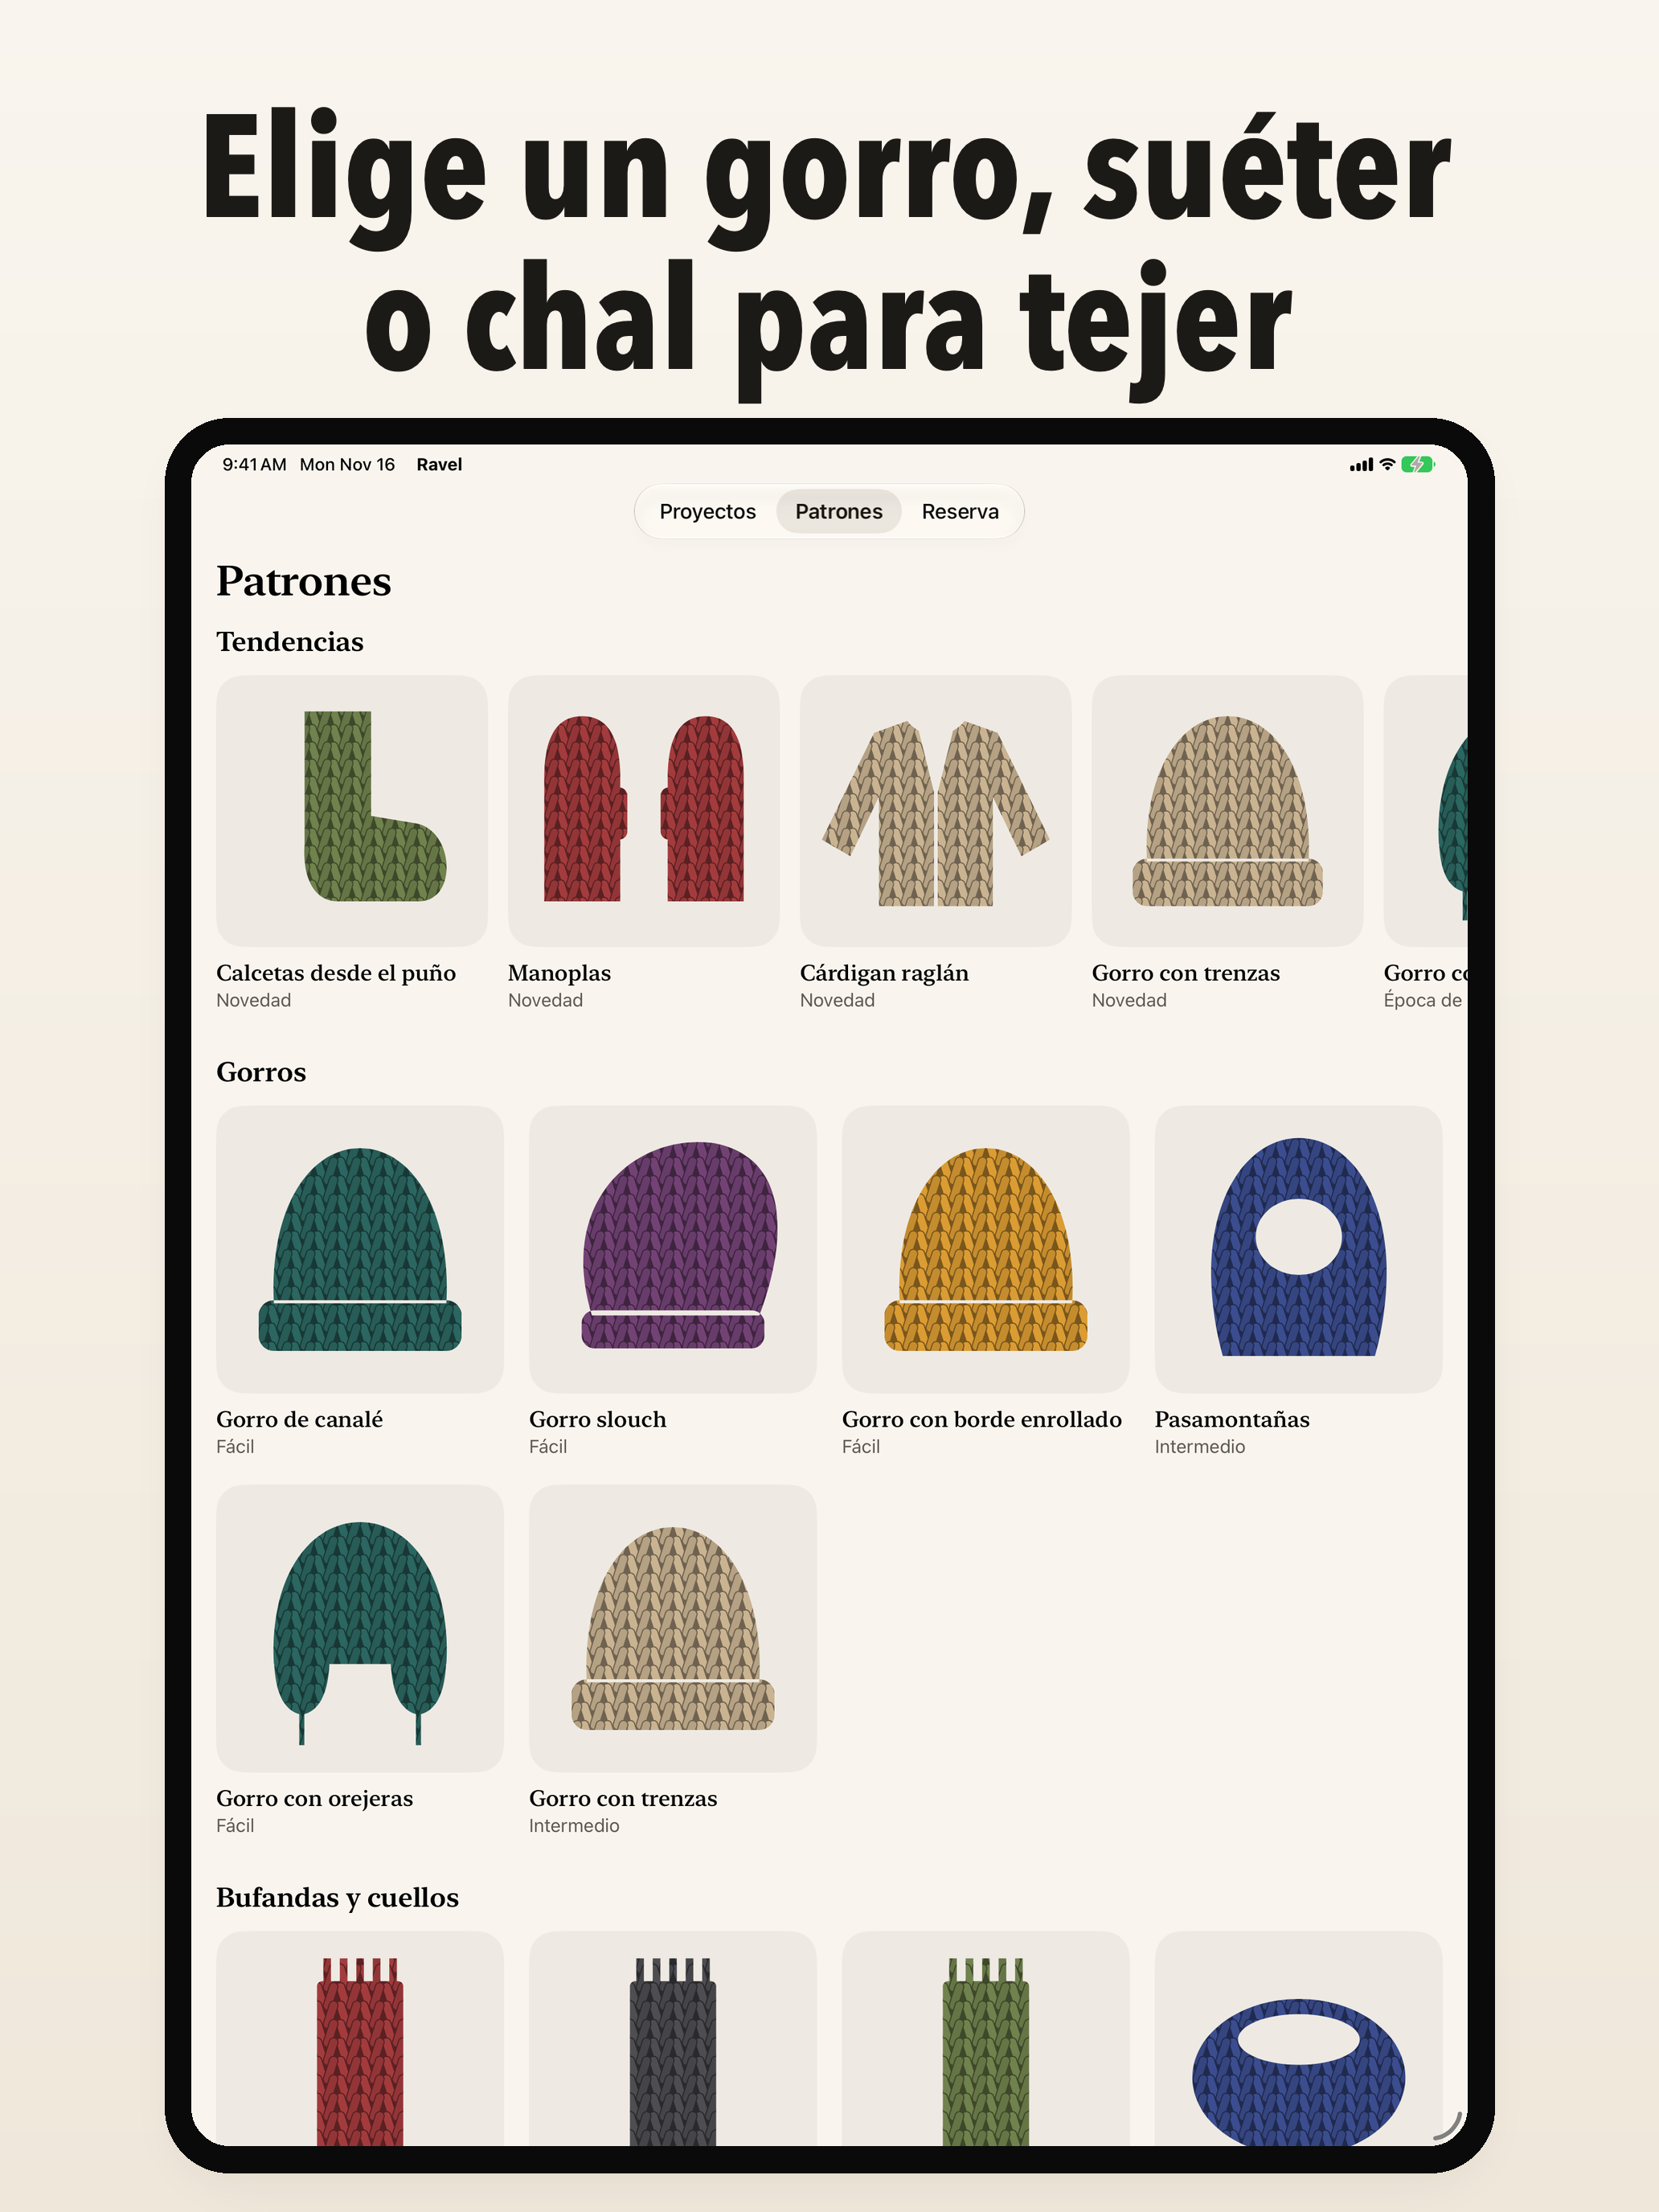 Elige un gorro, suéter
o chal para tejer
9:41 AM Mon Nov 16 Ravel
Proyectos Patrones Reserva
Patrones
Tendencias
Calcetas desde el puño Manoplas Cárdigan raglán Gorro con trenzas Gorro
Novedad Novedad Novedad Novedad Época de
Gorros
Gorro de canalé Gorro slouch Gorro con borde enrollado Pasamontañas
Fácil Fácil Fácil Intermedio
Gorro con orejeras Gorro con trenzas
Fácil Intermedio
Bufandas y cuellos